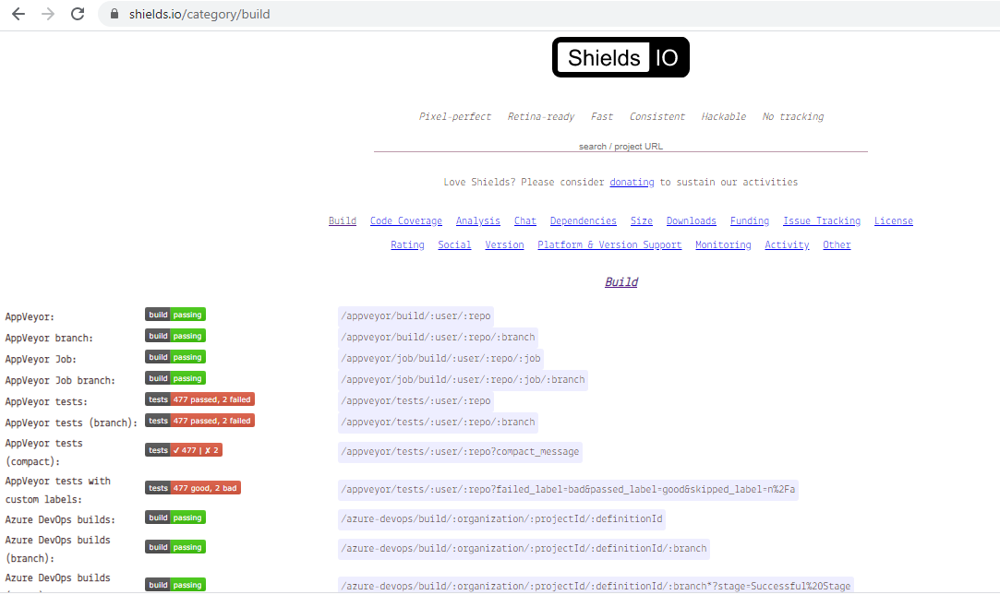 shields.io/category/build
Shields IO
Pixel-perfect Retina-ready Fast Consistent Hackable No tracking
search / project URL
Love Shields? Please consider donating to sustain our activities
Build Code Coverage Analysis Chat Dependencies Size Downloads Funding Issue Tracking License
Rating Social Version Platform & Version Support Monitoring Activity Other
Build
AppVeyor: build passing /appveyor/build/:user/:repo
AppVeyor branch: build passing /appveyor/build/:user/:repo/:branch
AppVeyor Job: build passing /appveyor/job/build/:user/:repo/:job
AppVeyor Job branch: build passing /appveyor/job/build/:user/:repo/:job/:branch
AppVeyor tests: tests 477 passed, 2 failed /appveyor/tests/:user/:repo
AppVeyor tests (branch): tests 477 passed, 2 failed /appveyor/tests/:user/:repo/:branch
AppVeyor tests
(compact): tests ✔ 477 | ✘ 2 /appveyor/tests/:user/:repo?compact_message
AppVeyor tests with
custom labels: tests 477 good, 2 bad /appveyor/tests/:user/:repo?failed_label=bad&passed_label=good&skipped_label=n%2Fa
Azure DevOps builds: build passing /azure-devops/build/:organization/:projectId/:definitionId
Azure DevOps builds
(branch): build passing /azure-devops/build/:organization/:projectId/:definitionId/:branch
Azure DevOps builds
build passing /azure-devops/build/:organization/:projectId/:definitionId/:branch*?stage=Successful%20Stage